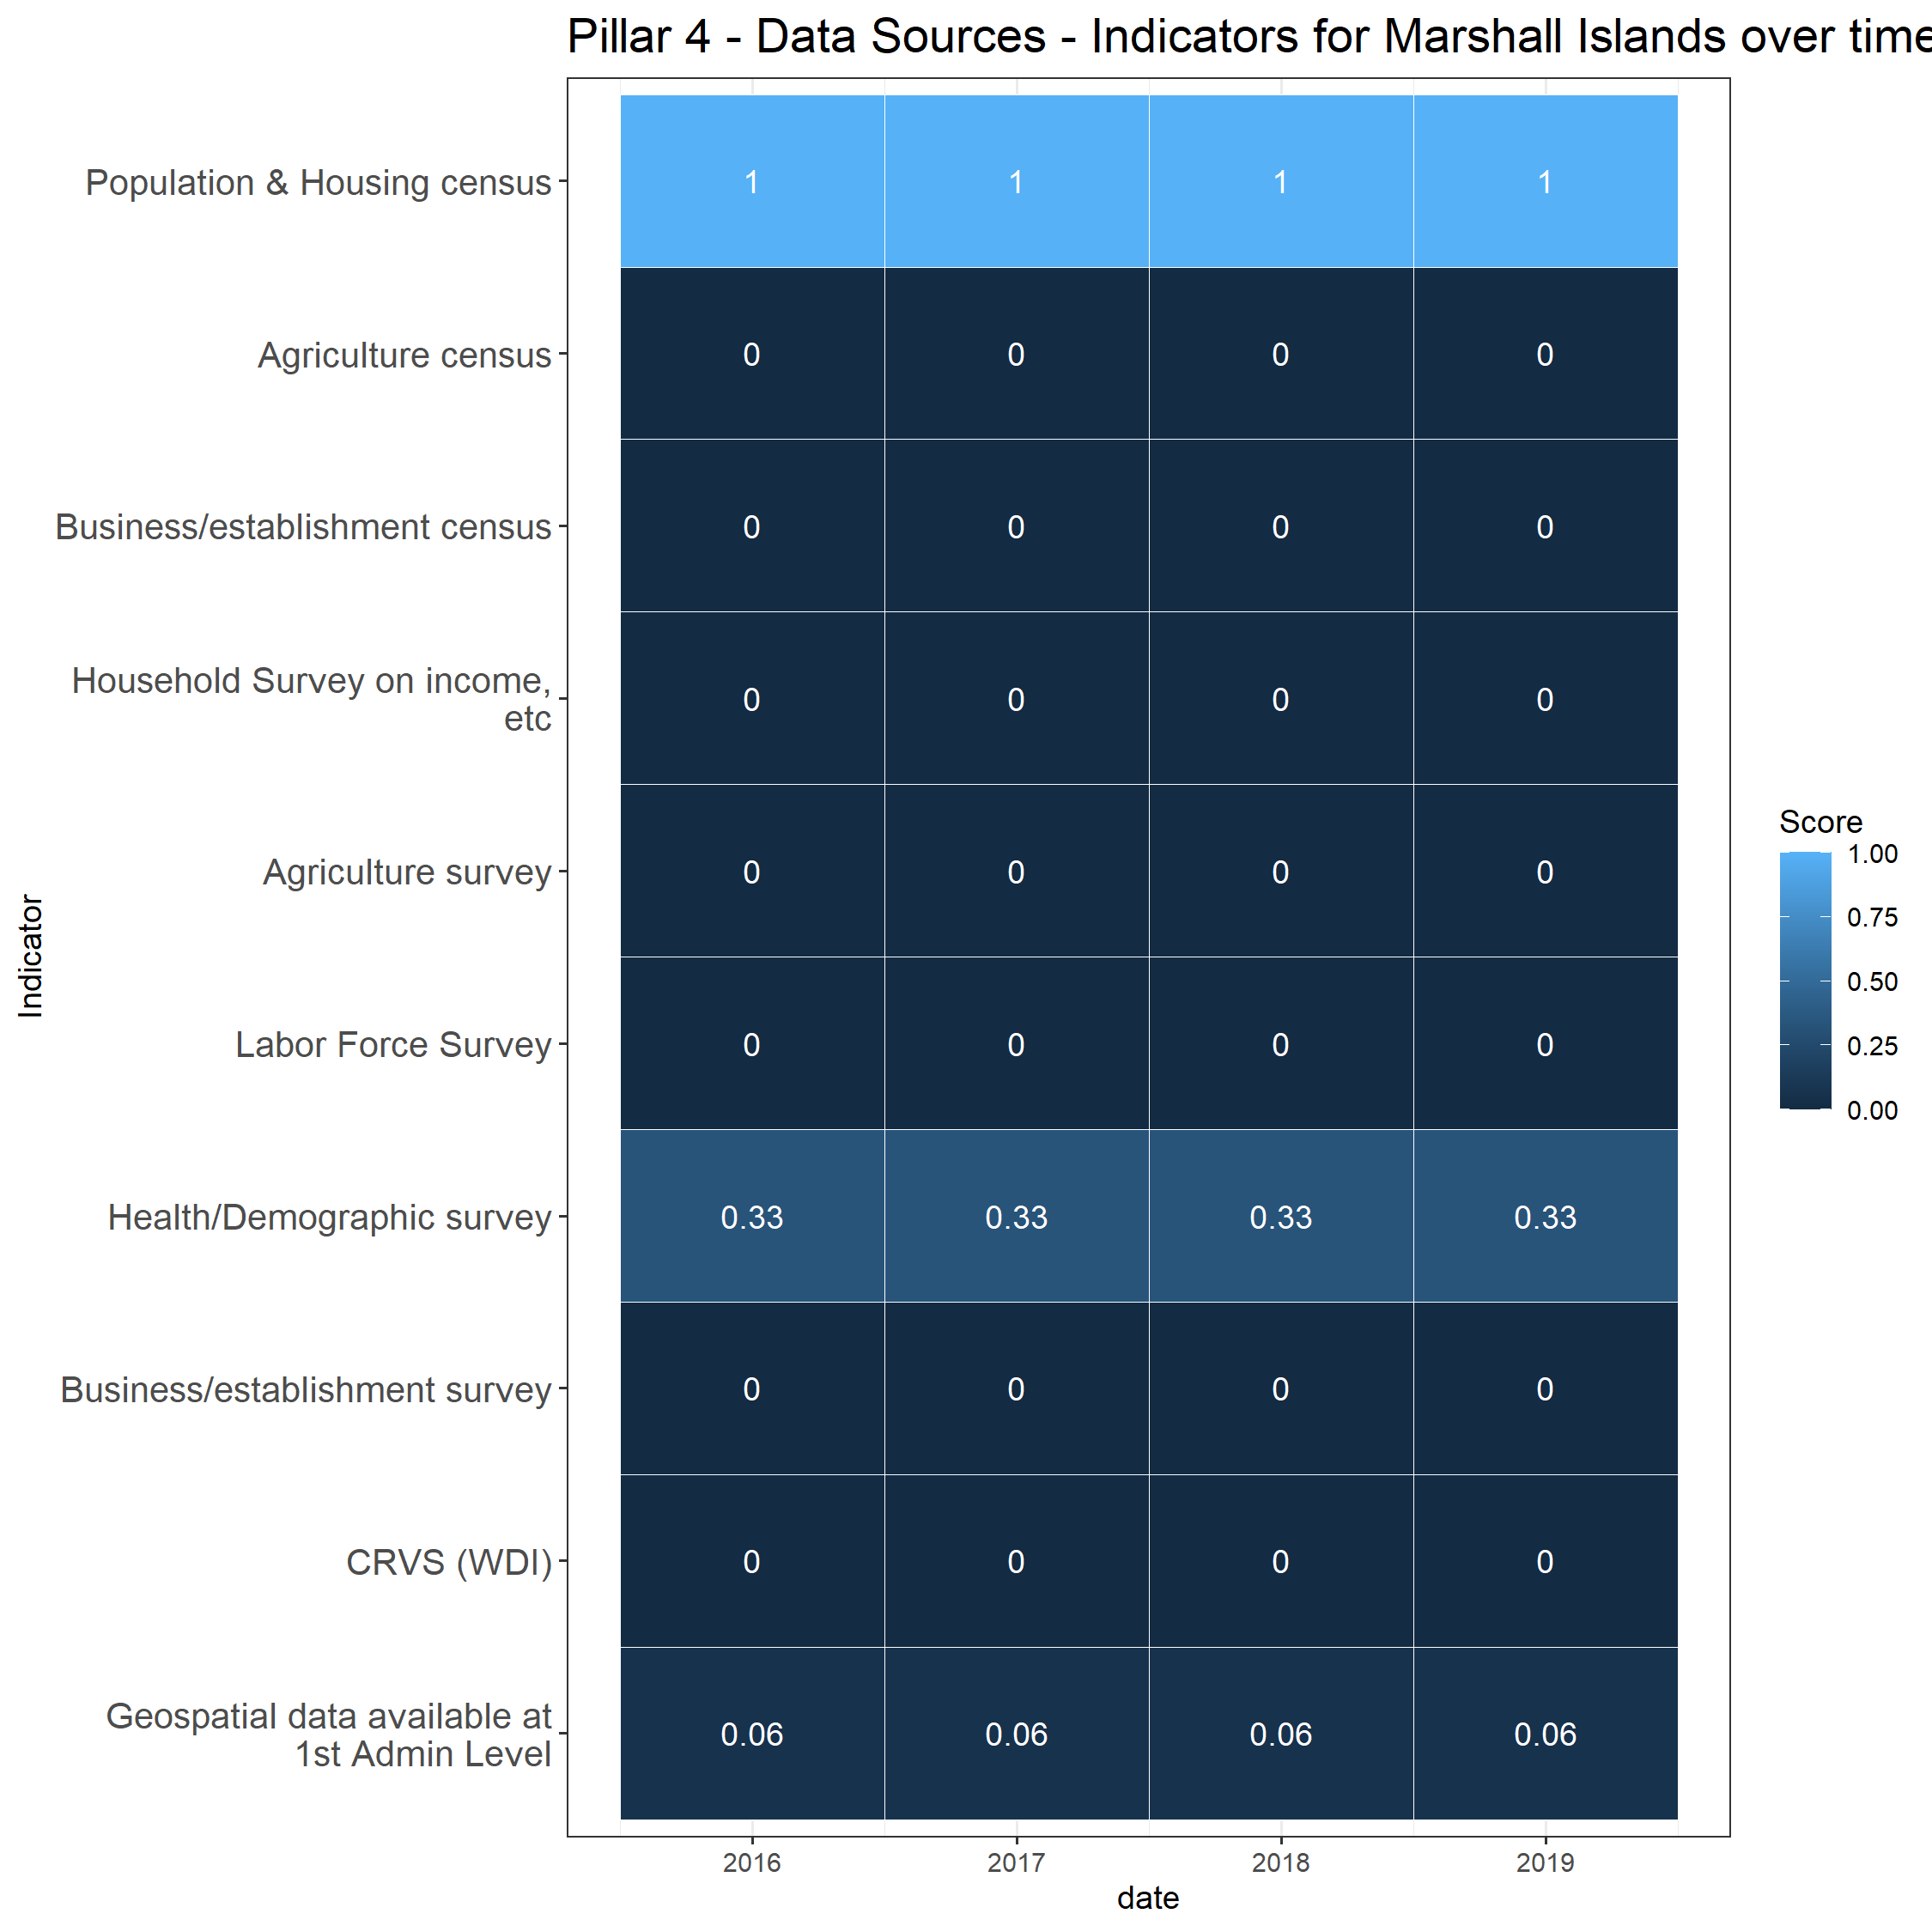 Pillar 4 - Data Sources - Indicators for Marshall Islands over time
Population & Housing census
1 1 1 1
Agriculture census
0 0 0 0
Business/establishment census
0 0 0 0
Household Survey on income,
etc
0 0 0 0
Agriculture survey
0 0 0 0
Labor Force Survey
0 0 0 0
Health/Demographic survey
0.33 0.33 0.33 0.33
Business/establishment survey
0 0 0 0
CRVS (WDI)
0 0 0 0
Geospatial data available at
1st Admin Level
0.06 0.06 0.06 0.06
2016 2017 2018 2019
date
Indicator
Score
1.00
0.75
0.50
0.25
0.00